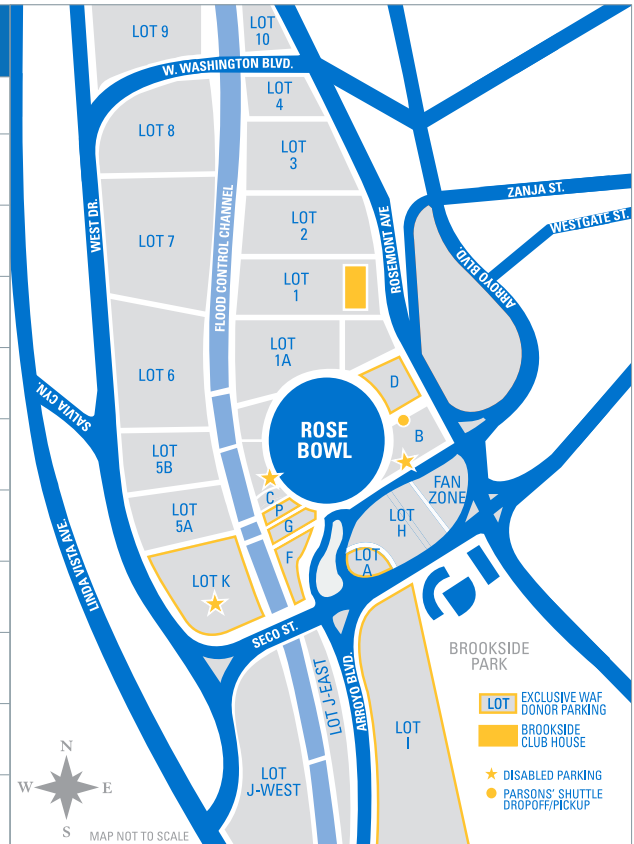 LOT 9
LOT
10
W. WASHINGTON BLVD.
LOT
4
LOT 8
LOT
3
ZANJA ST.
WESTGATE ST.
WEST DR.
FLOOD CONTROL CHANNEL
LOT
2
ROSEMONT AVE
ARROYO BLVD.
LOT 7
LOT
1
LOT
1A
LOT 6
D
SALVIA CYN.
ROSE
BOWL
B
LOT
5B
FAN
ZONE
C
P
G
LOT
5A
LOT
H
F
LOT
A
LOT K
LINDA VISTA AVE.
SECO ST.
BROOKSIDE
PARK
LOT J-EAST
ARROYO BLVD.
LOT
I
LOT
J-WEST
LOT
EXCLUSIVE WAF
DONOR PARKING
BROOKSIDE
CLUB HOUSE
DISABLED PARKING
PARSONS' SHUTTLE
DROPOFF/PICKUP
N
W
E
S
MAP NOT TO SCALE